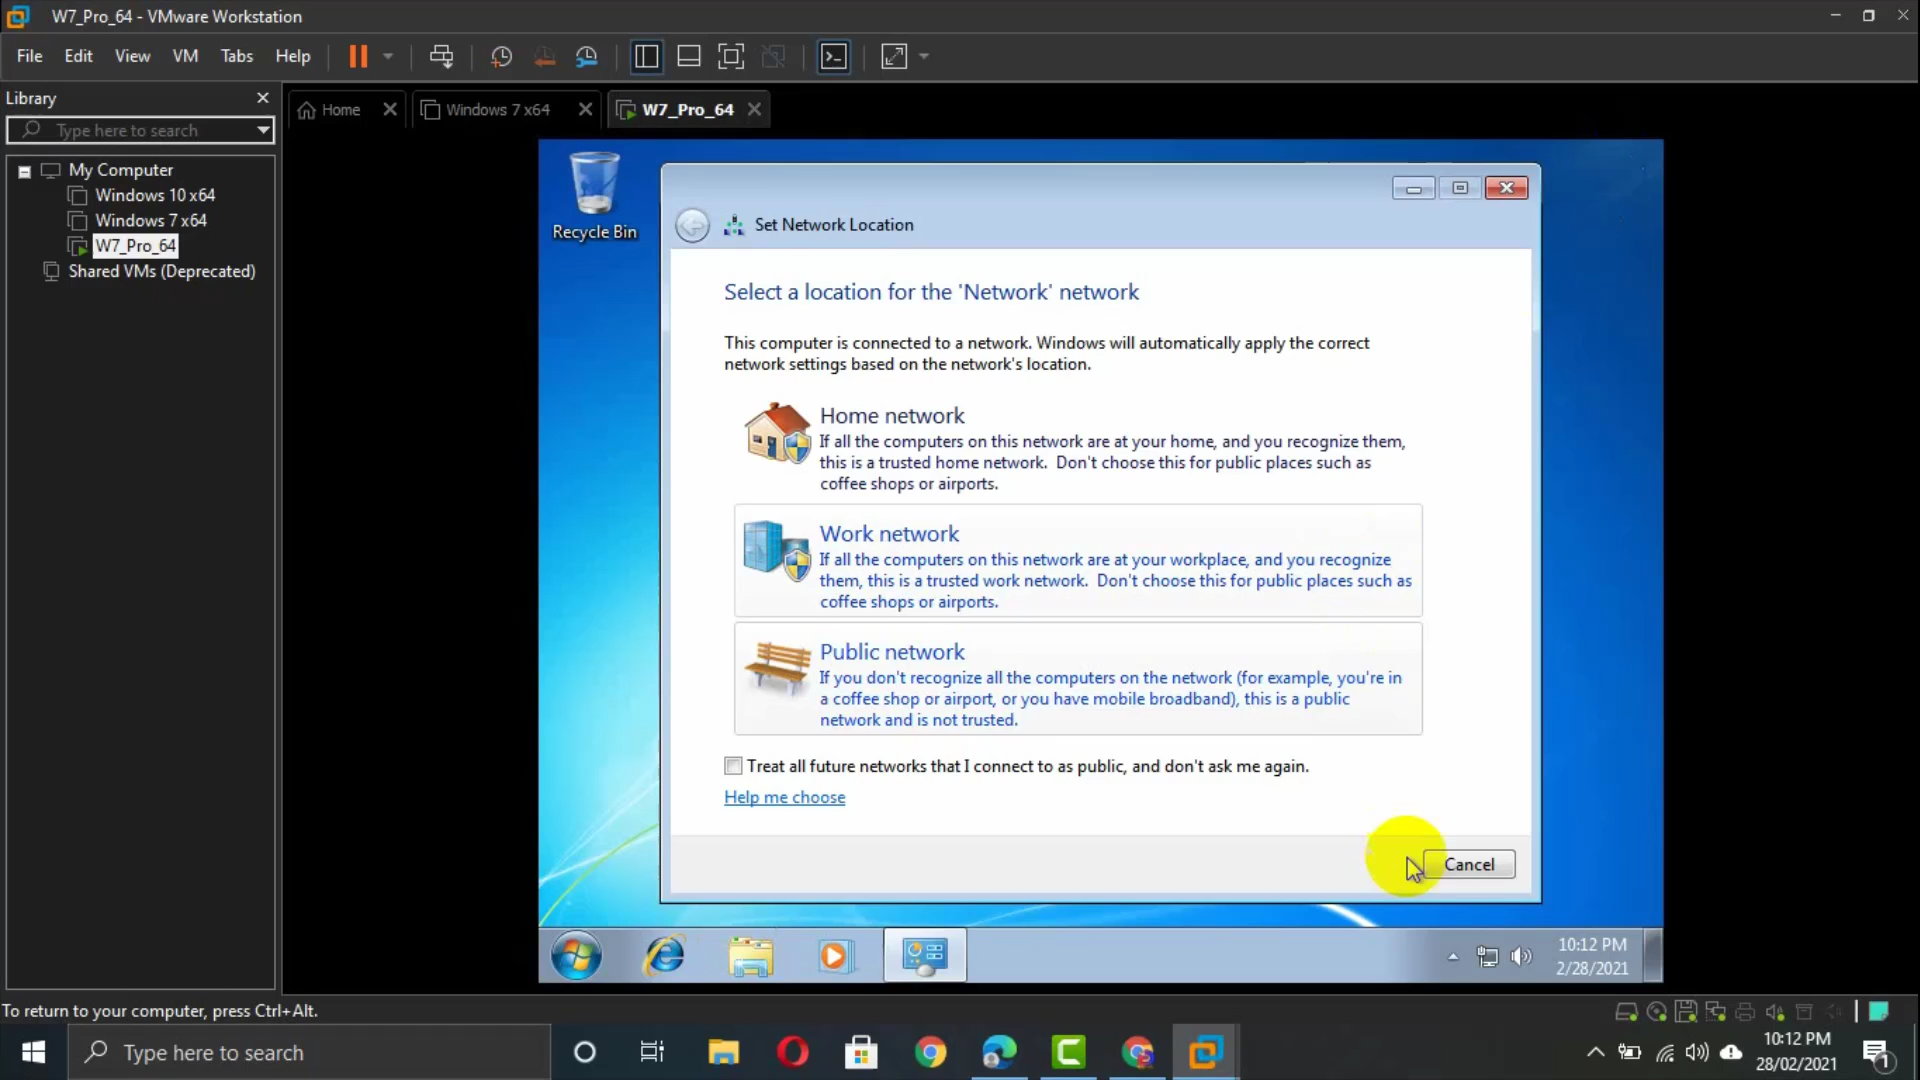 W7_Pro_64 - VMware Workstation
File Edit View VM Tabs Help
Library
Type here to search
My Computer
Windows 10 x64
Windows 7 x64
W7_Pro_64
Shared VMs (Deprecated)
Home
Windows 7 x64
W7_Pro_64
Recycle Bin
Set Network Location
Select a location for the 'Network' network
This computer is connected to a network. Windows will automatically apply the correct
network settings based on the network's location.
Home network
If all the computers on this network are at your home, and you recognize them,
this is a trusted home network. Don't choose this for public places such as
coffee shops or airports.
Work network
If all the computers on this network are at your workplace, and you recognize
them, this is a trusted work network. Don't choose this for public places such as
coffee shops or airports.
Public network
If you don't recognize all the computers on the network (for example, you're in
a coffee shop or airport, or you have mobile broadband), this is a public
network and is not trusted.
Treat all future networks that I connect to as public, and don't ask me again.
Help me choose
Cancel
10:12 PM
2/28/2021
To return to your computer, press Ctrl+Alt.
Type here to search
10:12 PM
28/02/2021
1